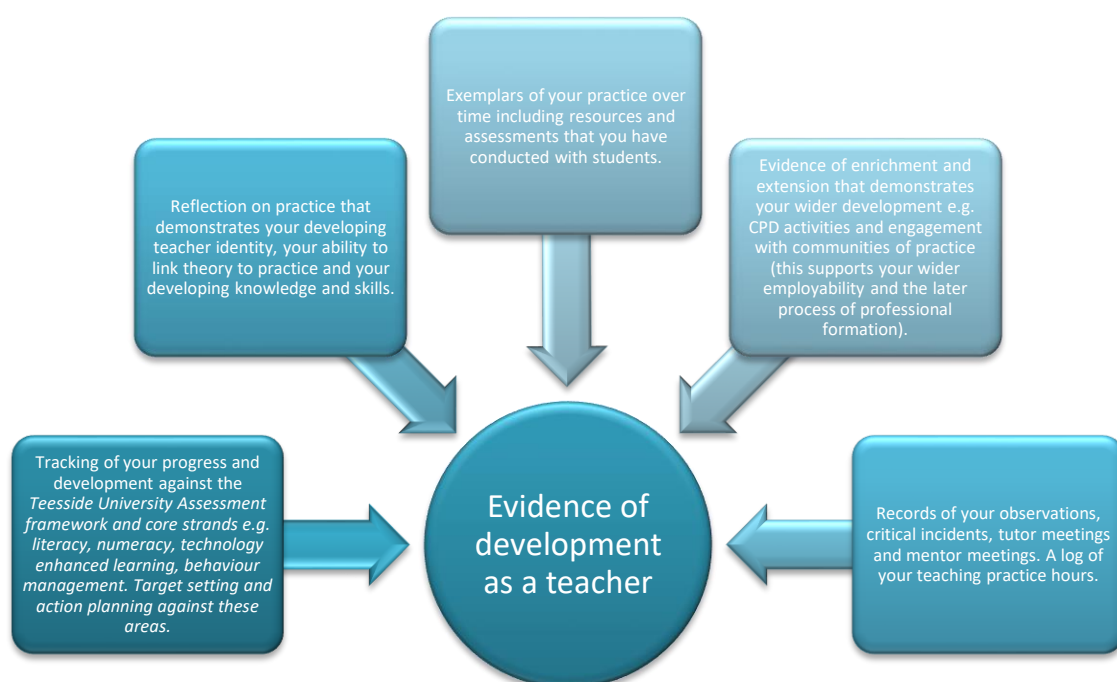 Exemplars of your practice over
time including resources and
assessments that you have
conducted with students.
Reflection on practice that
demonstrates your developing
teacher identity, your ability to
link theory to practice and your
developing knowledge and skills.
Evidence of enrichment and
extension that demonstrates
your wider development e.g.
CPD activities and engagement
with communities of practice
(this supports your wider
employability and the later
process of professional
formation).
Tracking of your progress and
development against the
Teesside University Assessment
framework and core strands e.g.
literacy, numeracy, technology
enhanced learning, behaviour
management. Target setting and
action planning against these
areas.
Evidence of
development
as a teacher
Records of your observations,
critical incidents, tutor meetings
and mentor meetings. A log of
your teaching practice hours.